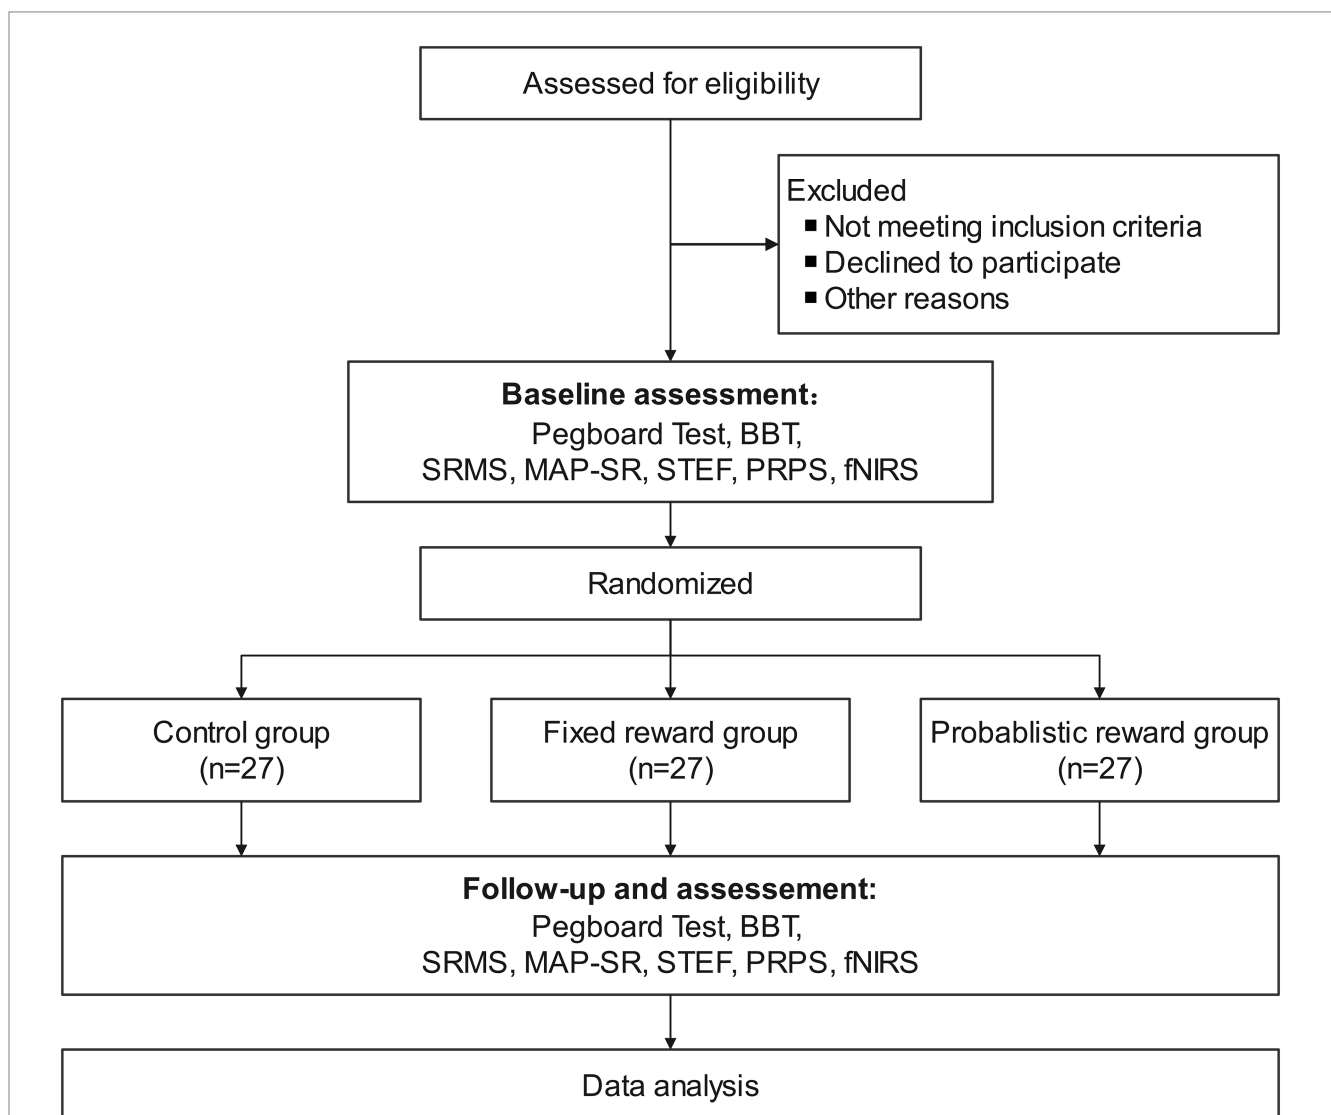 Assessed for eligibility
Excluded
■ Not meeting inclusion criteria
■ Declined to participate
■ Other reasons
Baseline assessment：
Pegboard Test, BBT,
SRMS, MAP-SR, STEF, PRPS, fNIRS
Randomized
Control group
(n=27)
Fixed reward group
(n=27)
Probablistic reward group
(n=27)
Follow-up and assessement:
Pegboard Test, BBT,
SRMS, MAP-SR, STEF, PRPS, fNIRS
Data analysis